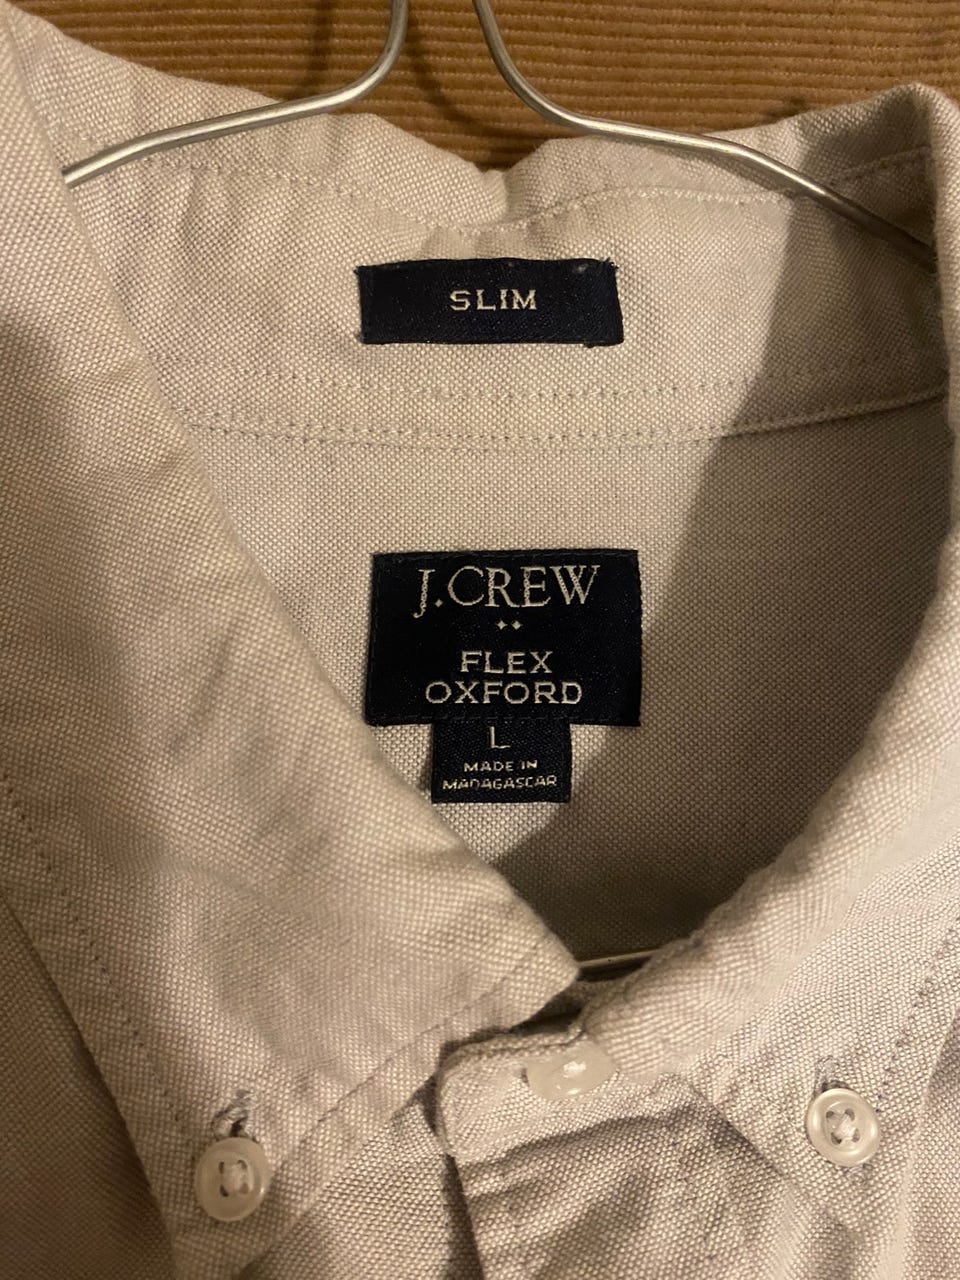 SLIM
J.CREW
FLEX
OXFORD
L
MADE IN
MADAGASCAR